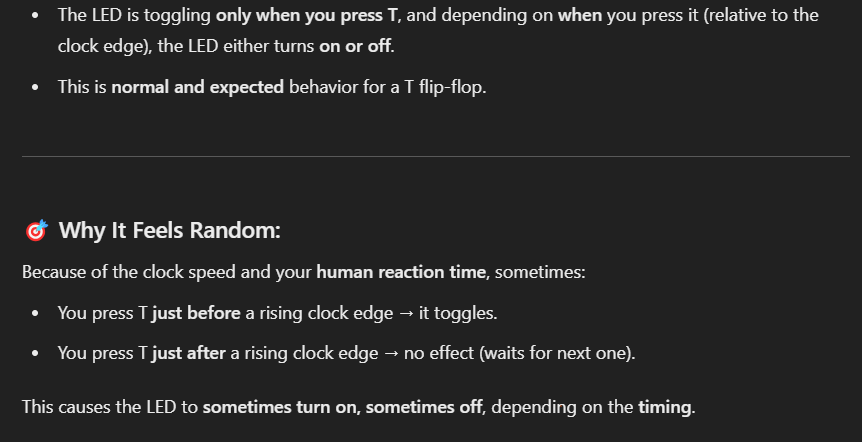 • The LED is toggling only when you press T, and depending on when you press it (relative to the
clock edge), the LED either turns on or off.
• This is normal and expected behavior for a T flip-flop.
🎯 Why It Feels Random:
Because of the clock speed and your human reaction time, sometimes:
• You press T just before a rising clock edge → it toggles.
• You press T just after a rising clock edge → no effect (waits for next one).
This causes the LED to sometimes turn on, sometimes off, depending on the timing.